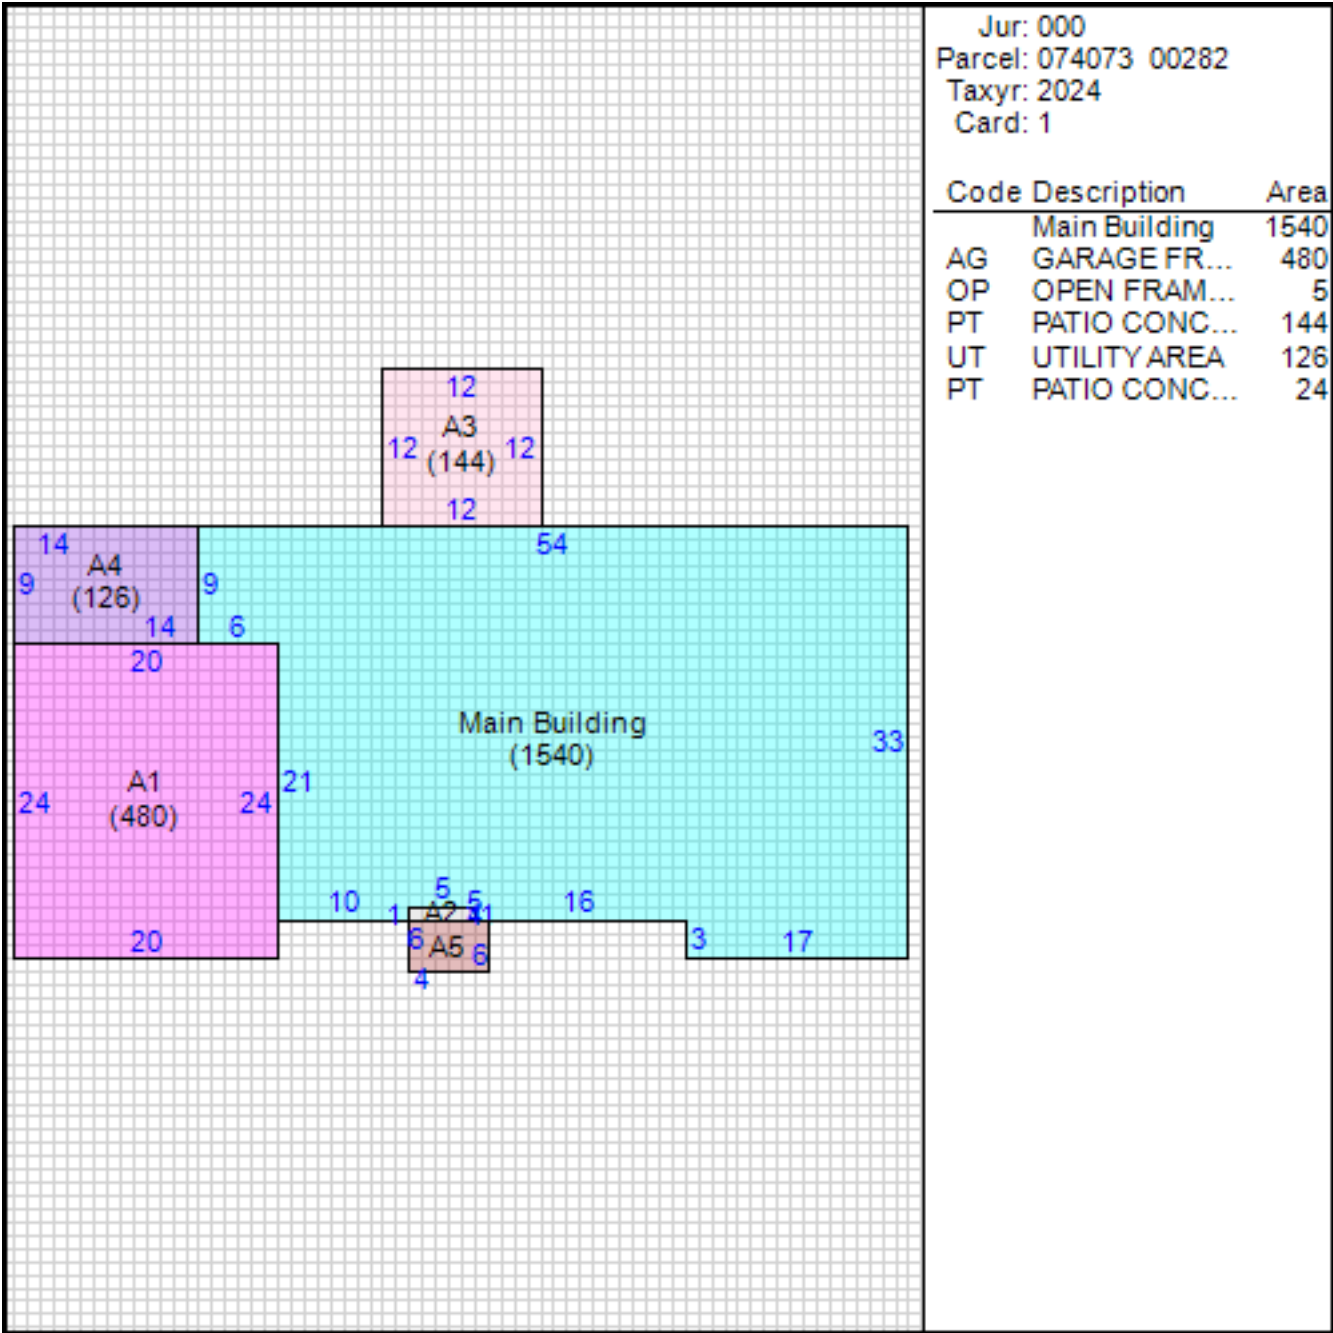 Jur: 000
Parcel: 074073 00282
Taxyr: 2024
Card: 1
Code Description Area
Main Building 1540
AG GARAGE FR... 480
OP OPEN FRAM... 5
PT PATIO CONC... 144
UT UTILITY AREA 126
PT PATIO CONC... 24
12
A3
12 12
(144)
12
14 54
A4
9 9
(126)
14 6
20
Main Building
33
(1540)
A1
21
24 24
(480)
5
10 5 16
1 A2 1
20 6 A5 3 17
6
4